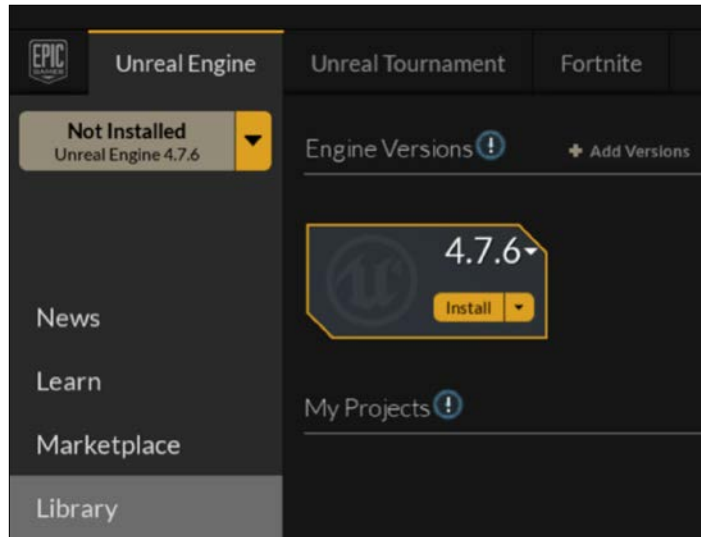 EPIC
GAMES
Unreal Engine
Unreal Tournament
Fortnite
Not Installed
Unreal Engine 4.7.6
Engine Versions
+ Add Versions
4.7.6
Install
News
Learn
My Projects
Marketplace
Library